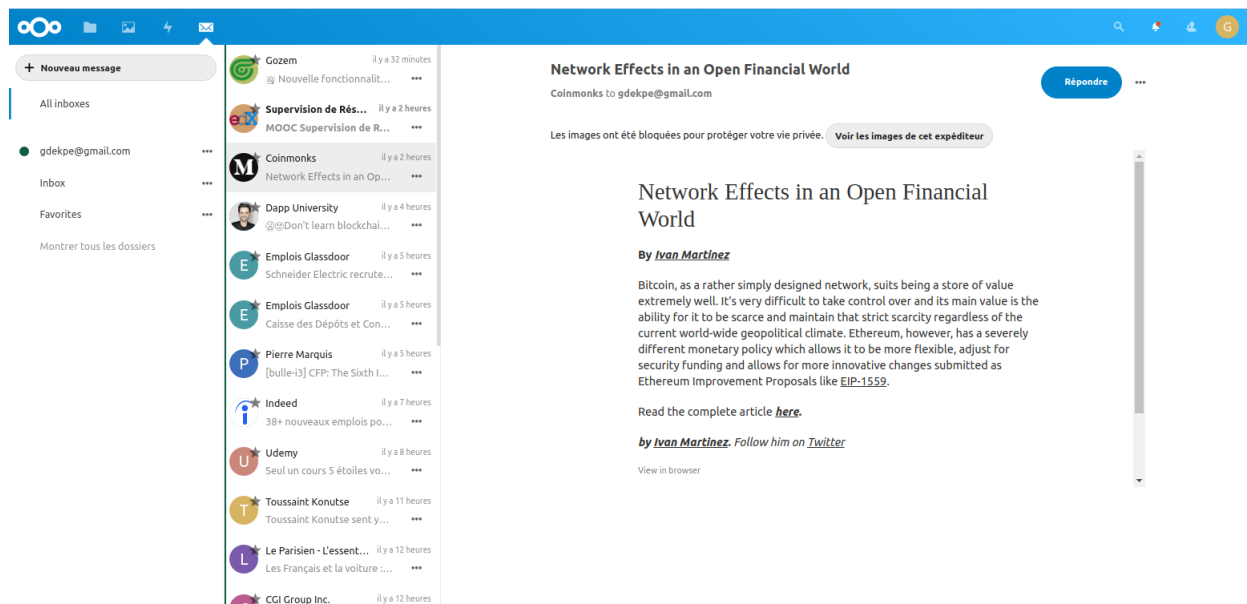 G
Nouveau message
All inboxes
gdekpe@gmail.com
Inbox
Favorites
Montrer tous les dossiers
Gozem il y a 32 minutes
Nouvelle fonctionnalit...
edX
Supervision de Rés... il y a 2 heures
MOOC Supervision de R...
M
Coinmonks il y a 2 heures
Network Effects in an Op...
Dapp University il y a 4 heures
Don't learn blockchai...
E
Emplois Glassdoor il y a 5 heures
Schneider Electric recrute...
E
Emplois Glassdoor il y a 5 heures
Caisse des Dépôts et Con...
P
Pierre Marquis il y a 5 heures
[bulle-i3] CFP: The Sixth I...
Indeed il y a 7 heures
38+ nouveaux emplois po...
U
Udemy il y a 8 heures
Seul un cours 5 étoiles vo...
T
Toussaint Konutse il y a 11 heures
Toussaint Konutse sent y...
L
Le Parisien - L'essent... il y a 12 heures
Les Français et la voiture :...
CGI Group Inc. il y a 12 heures
Network Effects in an Open Financial World
Coinmonks to gdekpe@gmail.com
Répondre
Les images ont été bloquées pour protéger votre vie privée. Voir les images de cet expéditeur
Network Effects in an Open Financial
World
By Ivan Martinez
Bitcoin, as a rather simply designed network, suits being a store of value
extremely well. It's very difficult to take control over and its main value is the
ability for it to be scarce and maintain that strict scarcity regardless of the
current world-wide geopolitical climate. Ethereum, however, has a severely
different monetary policy which allows it to be more flexible, adjust for
security funding and allows for more innovative changes submitted as
Ethereum Improvement Proposals like EIP-1559.
Read the complete article here.
by Ivan Martinez. Follow him on Twitter
View in browser